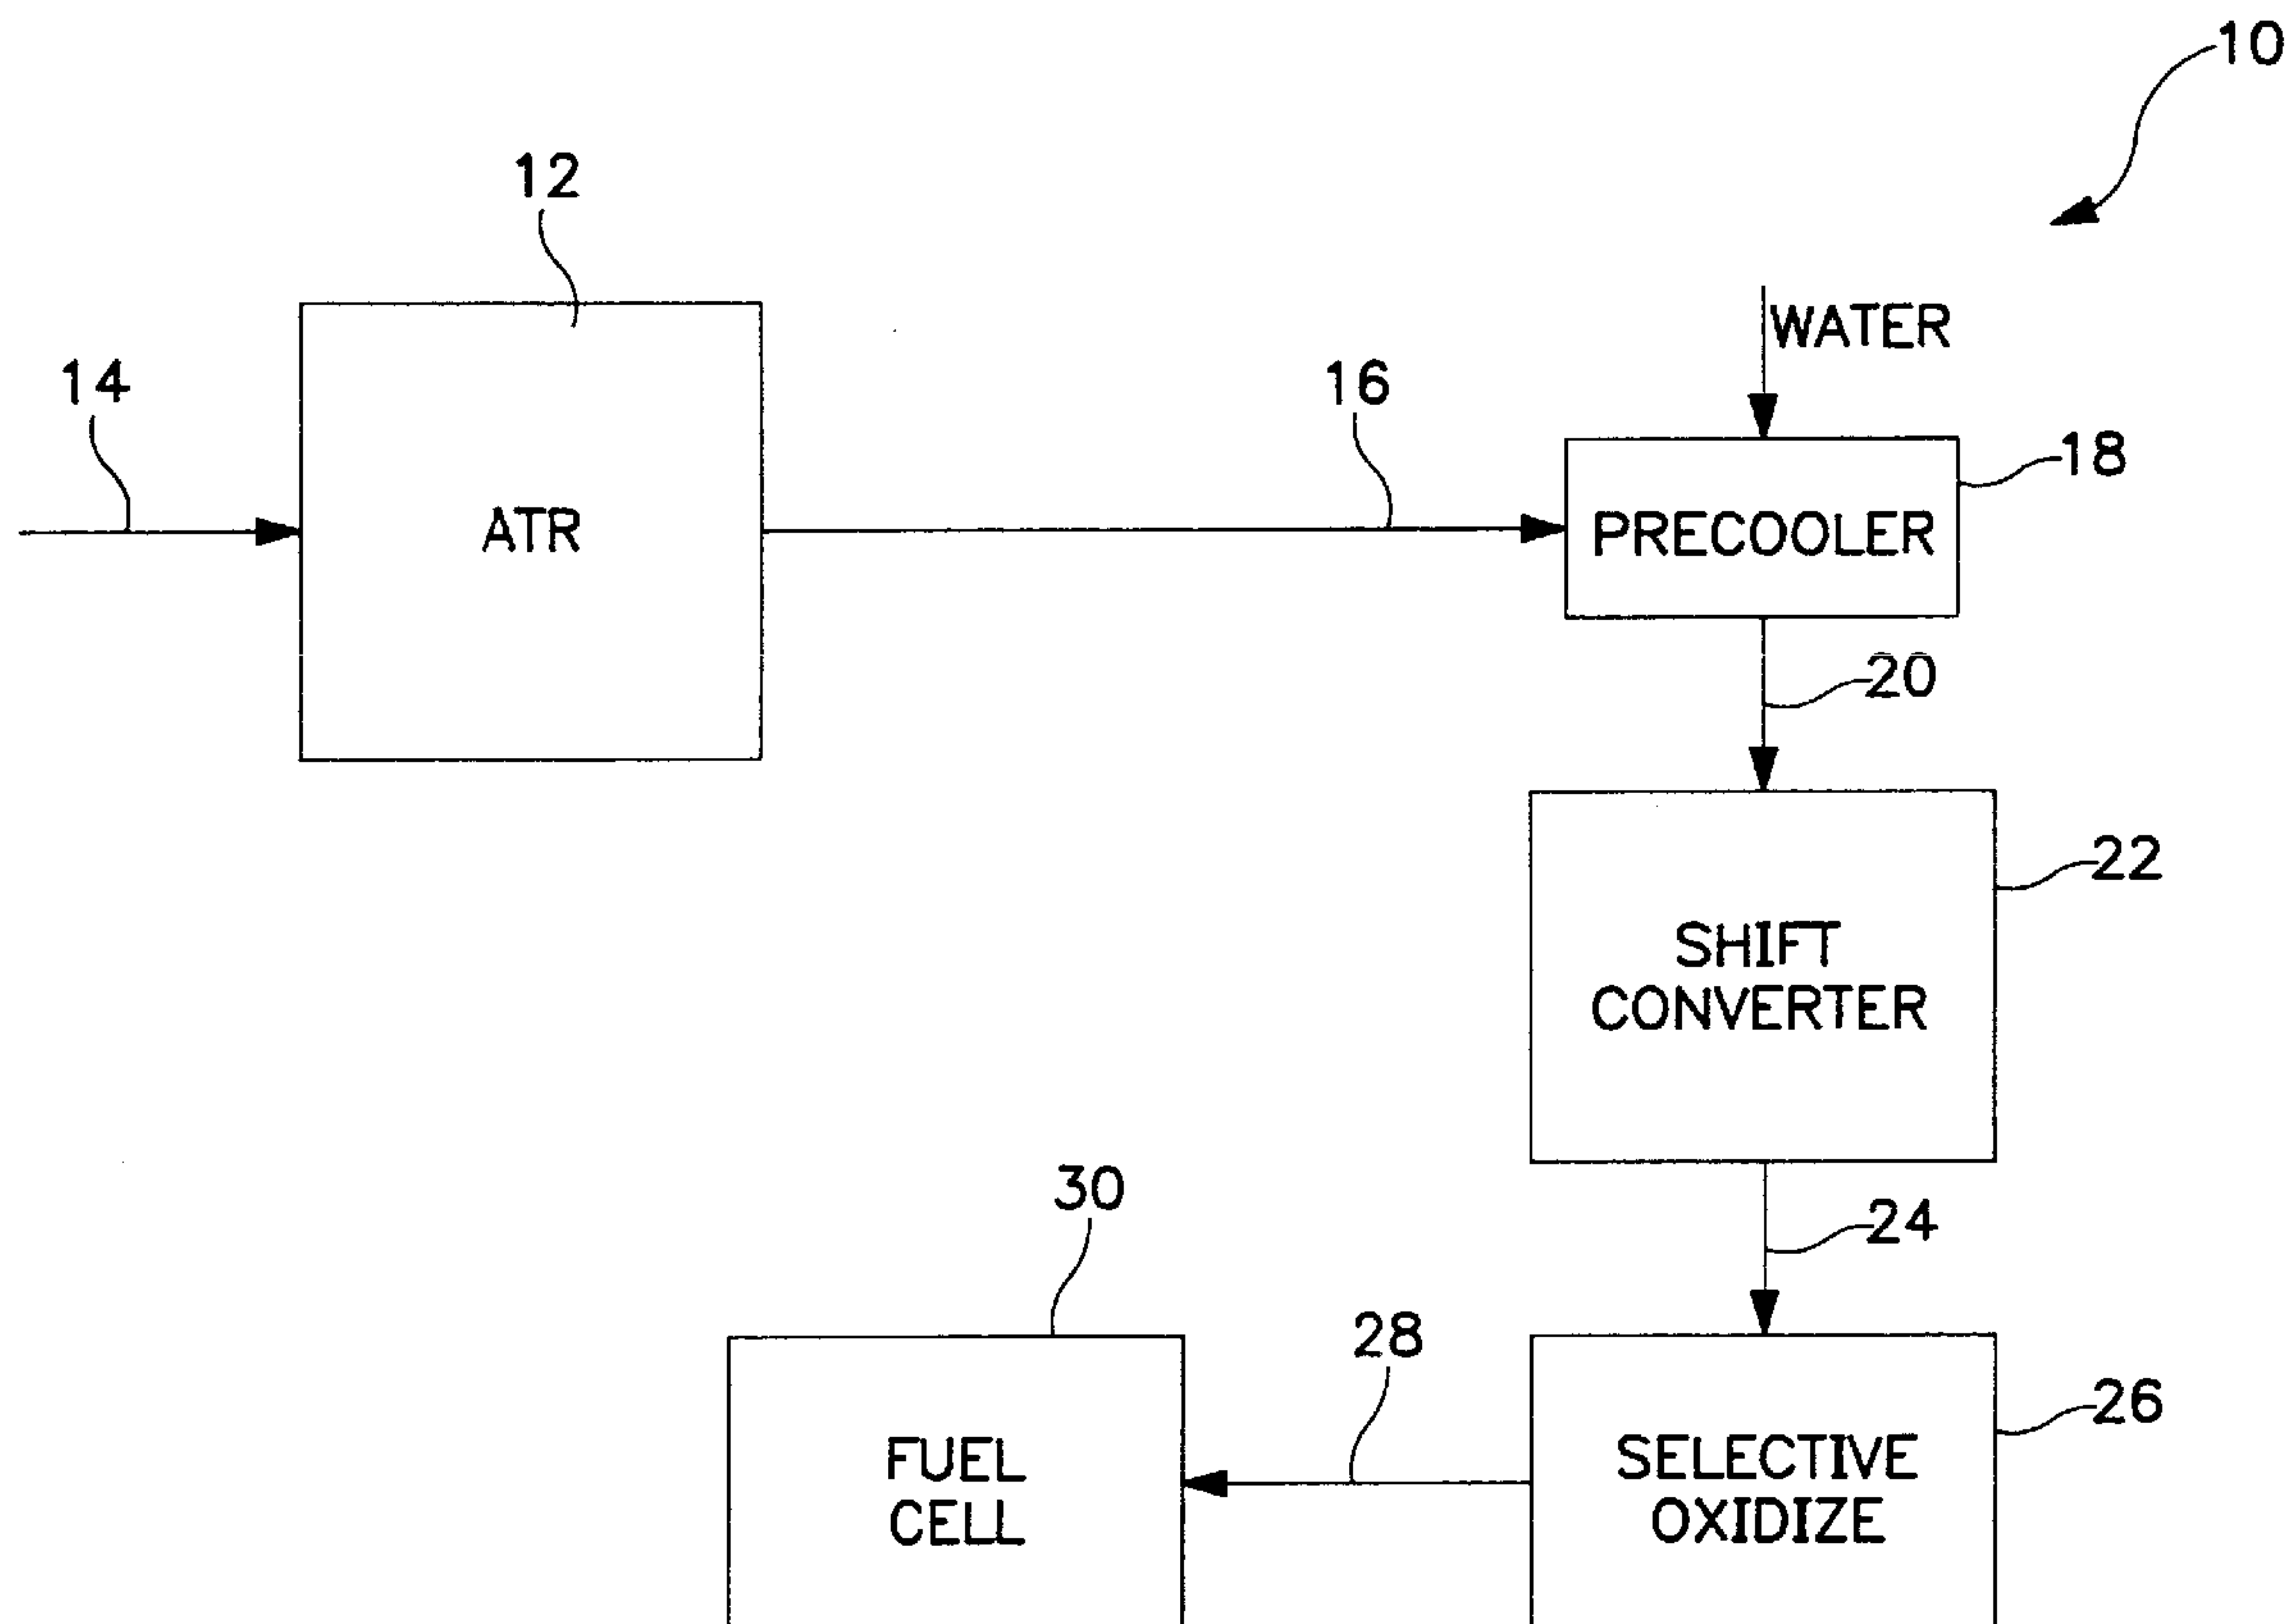 10
12
14
ATR
16
WATER
18
PRECOOLER
20
22
SHIFT
CONVERTER
24
30
28
26
FUEL
CELL
SELECTIVE
OXIDIZE